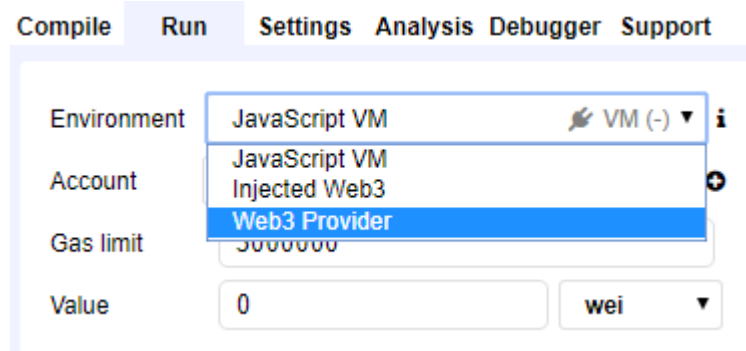 Compile Run Settings Analysis Debugger Support
Environment JavaScript VM VM (-) ▼ i
JavaScript VM
Account Injected Web3
Web3 Provider
Gas limit 3000000
Value 0 wei ▼